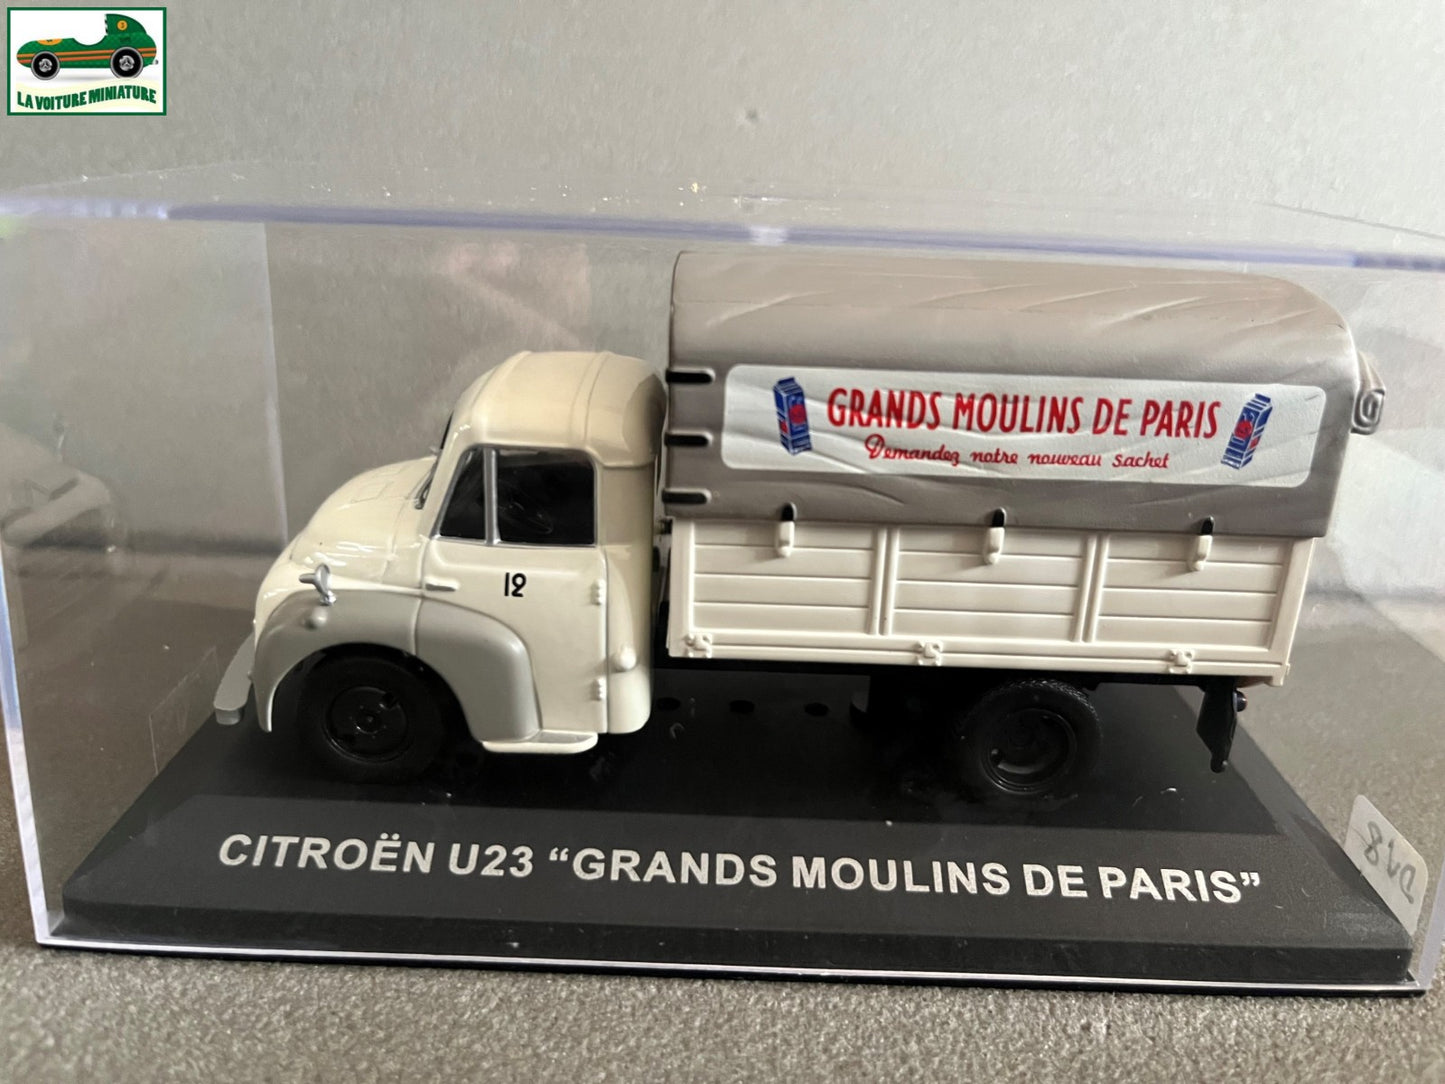 LA VOITURE MINIATURE
GRANDS MOULINS DE PARIS
Demandez notre nouveau sachet
12
CITROËN U23 “GRANDS MOULINS DE PARIS”